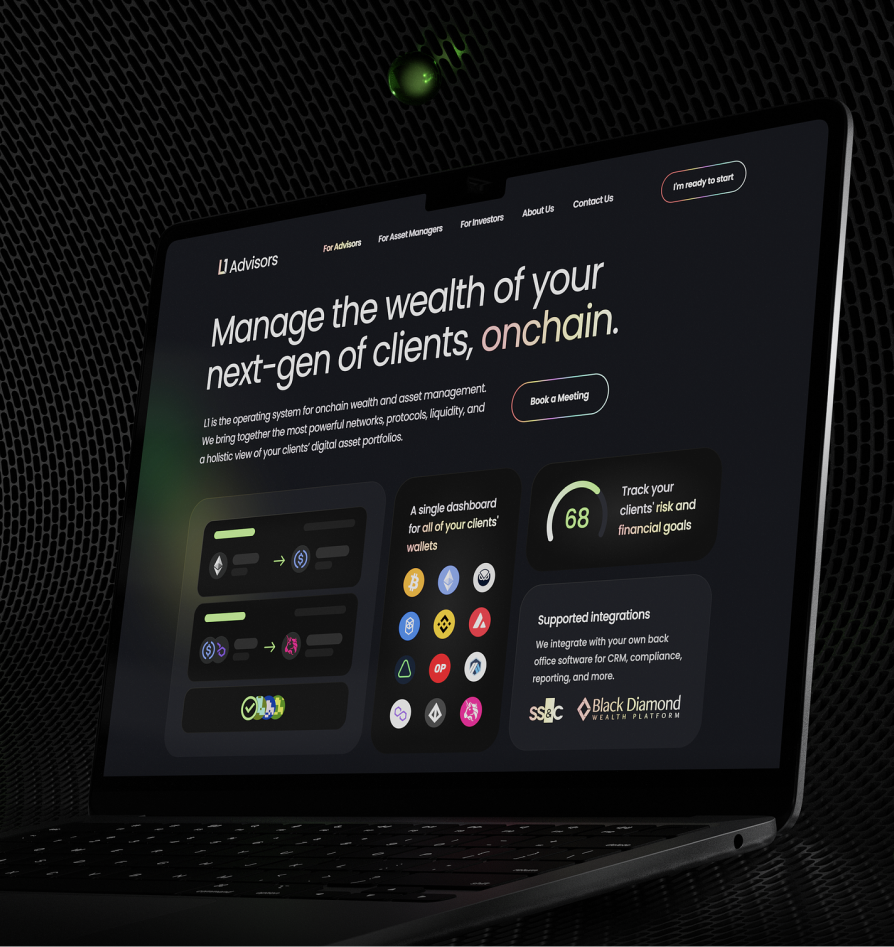 L1 Advisors
For Advisors
For Asset Managers
For Investors
About Us
Contact Us
I'm ready to start
Manage the wealth of your
next-gen of clients, onchain.
L1 is the operating system for onchain wealth and asset management.
We bring together the most powerful networks, protocols, liquidity, and
a holistic view of your clients' digital asset portfolios.
Book a Meeting
A single dashboard
for all of your clients'
wallets
OP
68
Track your
clients' risk and
financial goals
Supported integrations
We integrate with your own back
office software for CRM, compliance,
reporting, and more.
SS&C
Black Diamond
WEALTH PLATFORM